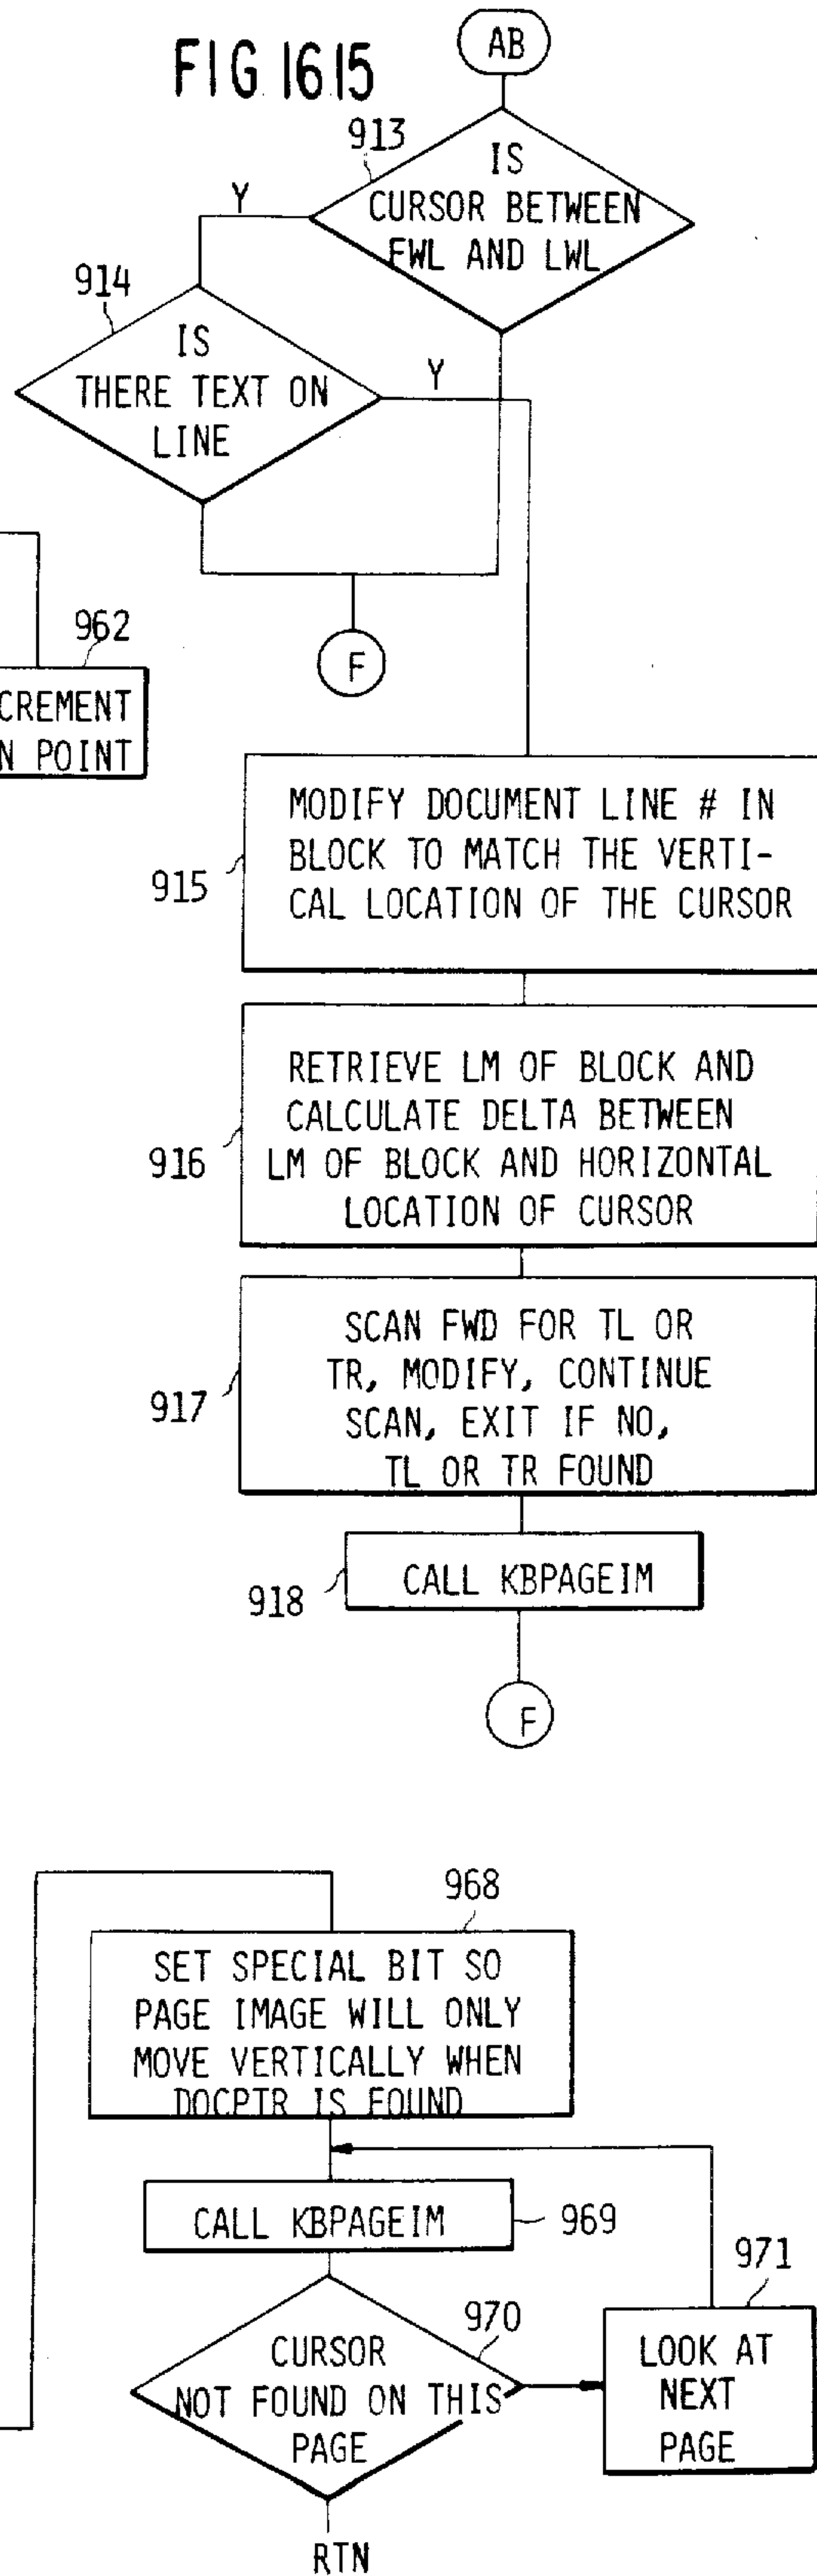 FIG 16 15
AB
913
IS
CURSOR BETWEEN
FWL AND LWL
Y
914
IS
THERE TEXT ON
LINE
Y
F
962
CREMENT
N POINT
915
MODIFY DOCUMENT LINE # IN
BLOCK TO MATCH THE VERTI-
CAL LOCATION OF THE CURSOR
916
RETRIEVE LM OF BLOCK AND
CALCULATE DELTA BETWEEN
LM OF BLOCK AND HORIZONTAL
LOCATION OF CURSOR
917
SCAN FWD FOR TL OR
TR, MODIFY, CONTINUE
SCAN, EXIT IF NO,
TL OR TR FOUND
918
CALL KBPAGEIM
F
968
SET SPECIAL BIT SO
PAGE IMAGE WILL ONLY
MOVE VERTICALLY WHEN
DOCPTR IS FOUND
CALL KBPAGEIM
969
970
CURSOR
NOT FOUND ON THIS
PAGE
971
LOOK AT
NEXT
PAGE
RTN